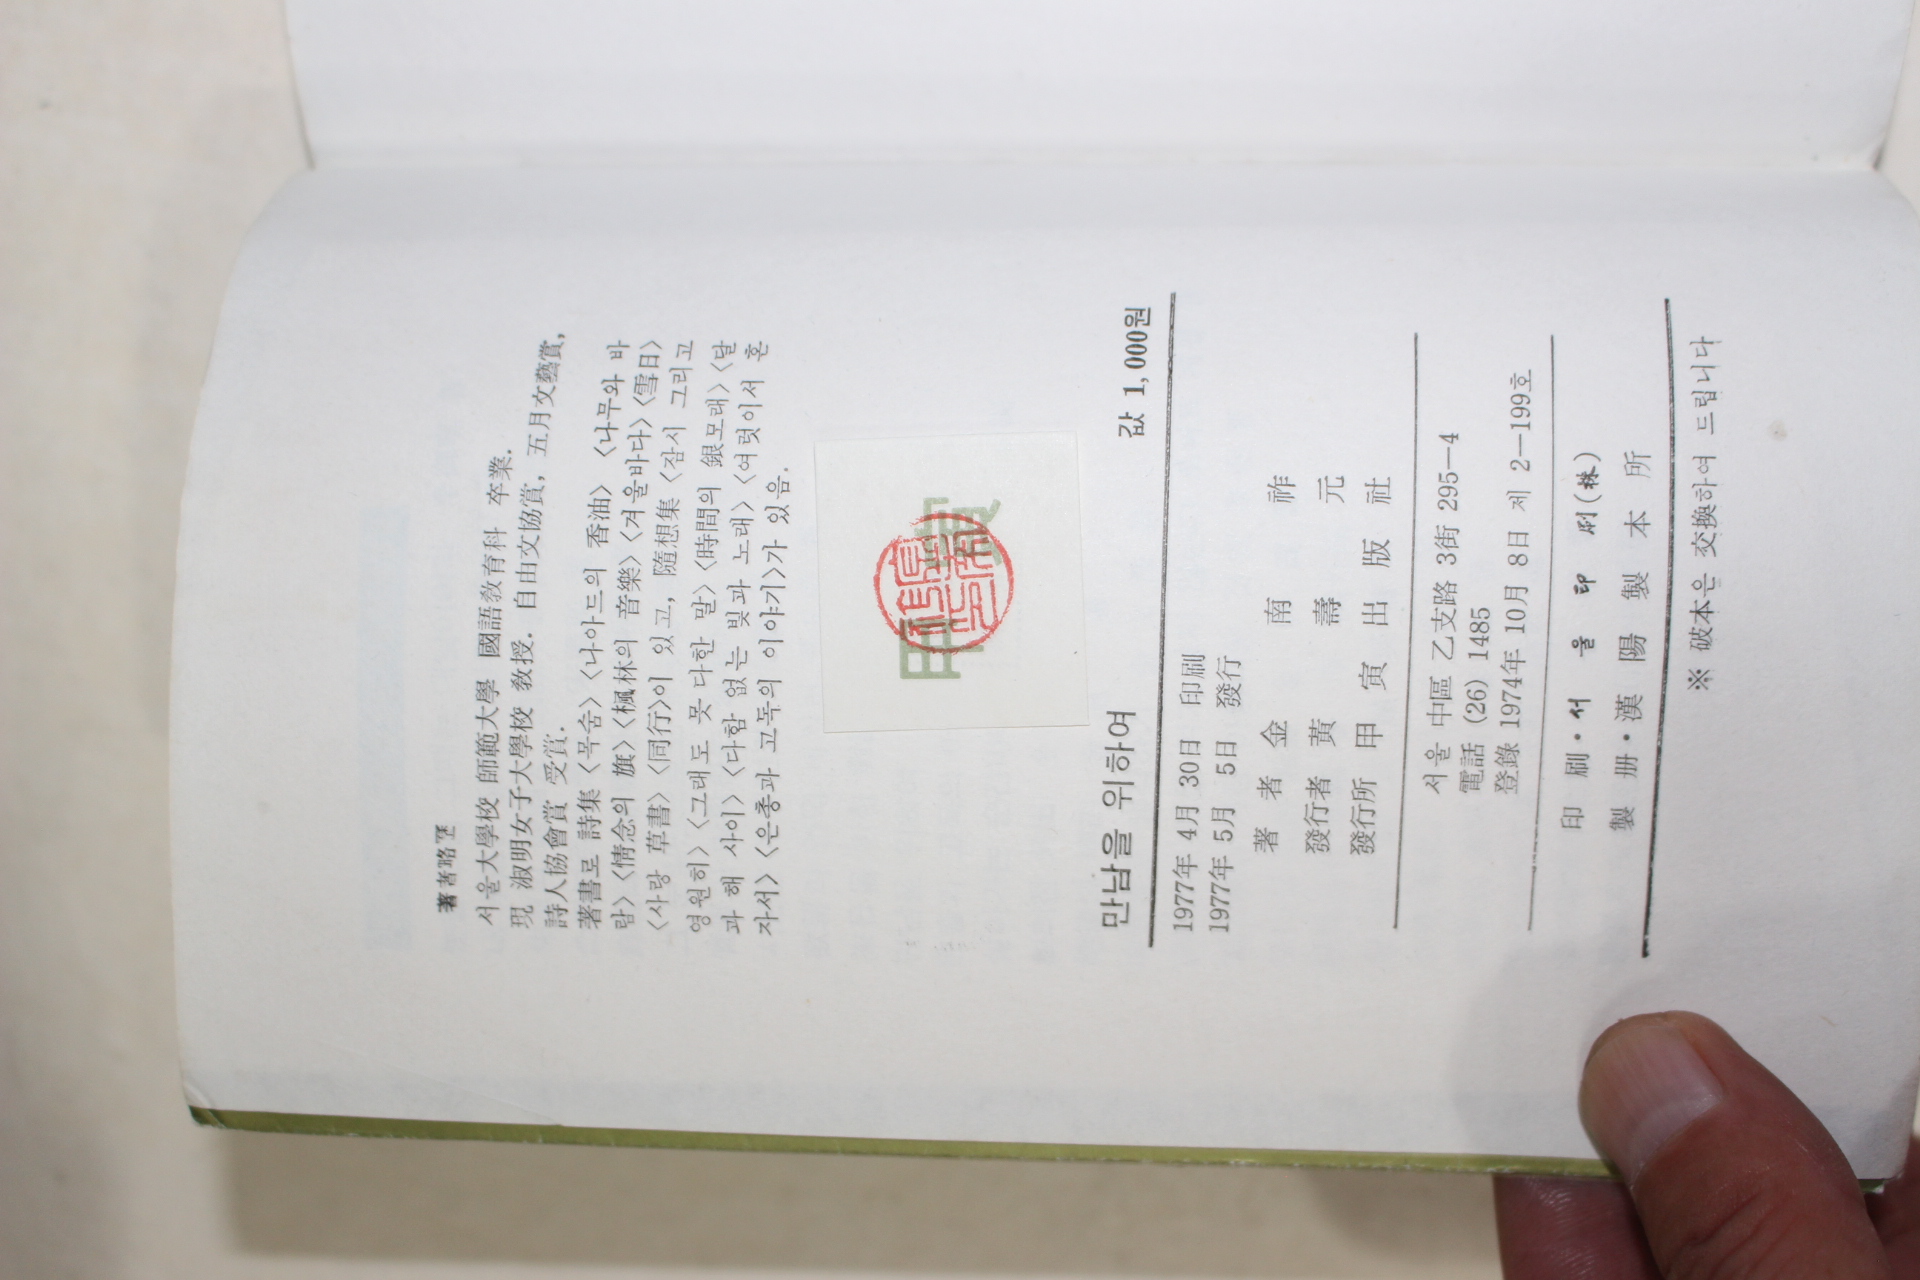 著者略歴
서울大學校 師範大學 國語敎育科 卒業.
現 淑明女子大學校 敎授. 自由文協賞, 五月文藝賞,
詩人協會賞 受賞.
著書로 詩集 〈목숨〉〈나아드의 香油〉〈나무와 바
람〉〈情念의 旗〉〈楓林의 音樂〉〈겨울바다〉〈雪日〉
〈사랑 草書〉〈同行〉이 있고, 隨想集 〈잠시 그리고
영원히〉〈그래도 못 다한 말〉〈時間의 銀모래〉〈달
과 해 사이〉〈다함 없는 빛과 노래〉〈여럿이서 혼
자서〉〈은총과 고독의 이야기〉가 있음.
甲寅
만남을 위하여 값 1,000원
1977年 4月 30日 印刷
1977年 5月 5日 發行
著者 金南祚
發行者 黃壽元
發行所 甲寅出版社
서울 中區 乙支路 3街 295—4
電話 (26) 1485
登錄 1974年 10月 8日 제 2—199호
印刷·서울印刷(株)
製册·漢陽製本所
※ 破本은 交換하여 드립니다